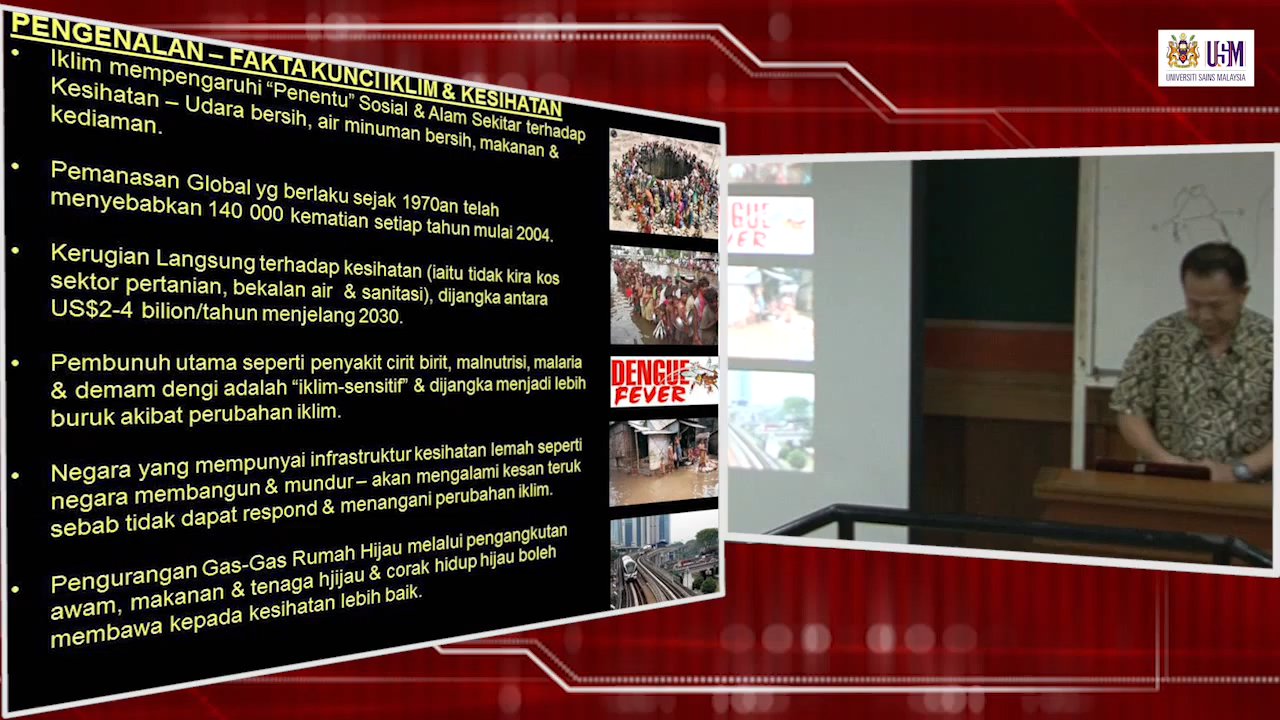 PENGENALAN – FAKTA KUNCI IKLIM & KESIHATAN
• Iklim mempengaruhi “Penentu” Sosial & Alam Sekitar terhadap
Kesihatan – Udara bersih, air minuman bersih, makanan &
kediaman.
• Pemanasan Global yg berlaku sejak 1970an telah
menyebabkan 140 000 kematian setiap tahun mulai 2004.
• Kerugian Langsung terhadap kesihatan (iaitu tidak kira kos
sektor pertanian, bekalan air & sanitasi), dijangka antara
US$2-4 bilion/tahun menjelang 2030.
• Pembunuh utama seperti penyakit cirit birit, malnutrisi, malaria
& demam dengi adalah “iklim-sensitif” & dijangka menjadi lebih
buruk akibat perubahan iklim.
• Negara yang mempunyai infrastruktur kesihatan lemah seperti
negara membangun & mundur – akan mengalami kesan teruk
sebab tidak dapat respond & menangani perubahan iklim.
• Pengurangan Gas-Gas Rumah Hijau melalui pengangkutan
awam, makanan & tenaga hjijau & corak hidup hijau boleh
membawa kepada kesihatan lebih baik.
DENGUE
FEVER
GUE
VER
USM
UNIVERSITI SAINS MALAYSIA